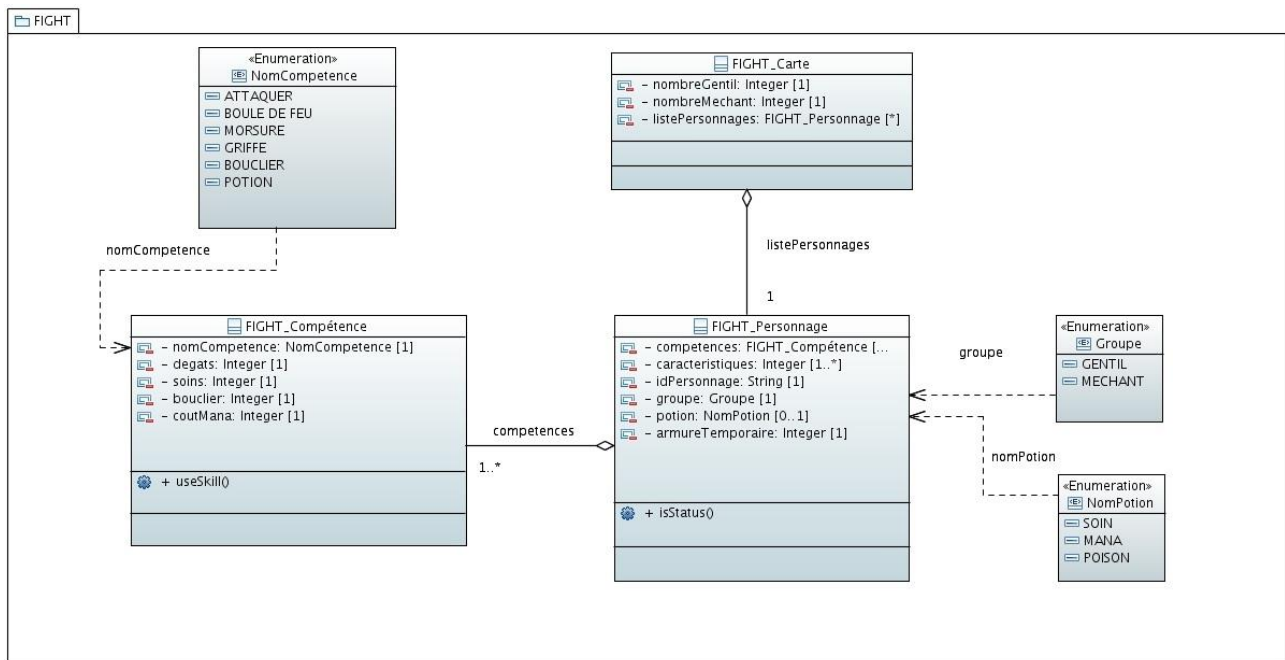 FIGHT
«Enumeration»
NomCompetence
ATTAQUER
BOULE DE FEU
MORSURE
GRIFFE
BOUCLIER
POTION
FIGHT_Carte
- nombreGentil: Integer [1]
- nombreMechant: Integer [1]
- listePersonnages: FIGHT_Personnage [*]
nomCompetence
listePersonnages
1
FIGHT_Compétence
- nomCompetence: NomCompetence [1]
- degats: Integer [1]
- soins: Integer [1]
- bouclier: Integer [1]
- coutMana: Integer [1]
+ useSkill()
competences
1..*
FIGHT_Personnage
- competences: FIGHT_Compétence [...
- caracteristiques: Integer [1..*]
- idPersonnage: String [1]
- groupe: Groupe [1]
- potion: NomPotion [0..1]
- armureTemporaire: Integer [1]
+ isStatus()
groupe
«Enumeration»
Groupe
GENTIL
MECHANT
nomPotion
«Enumeration»
NomPotion
SOIN
MANA
POISON